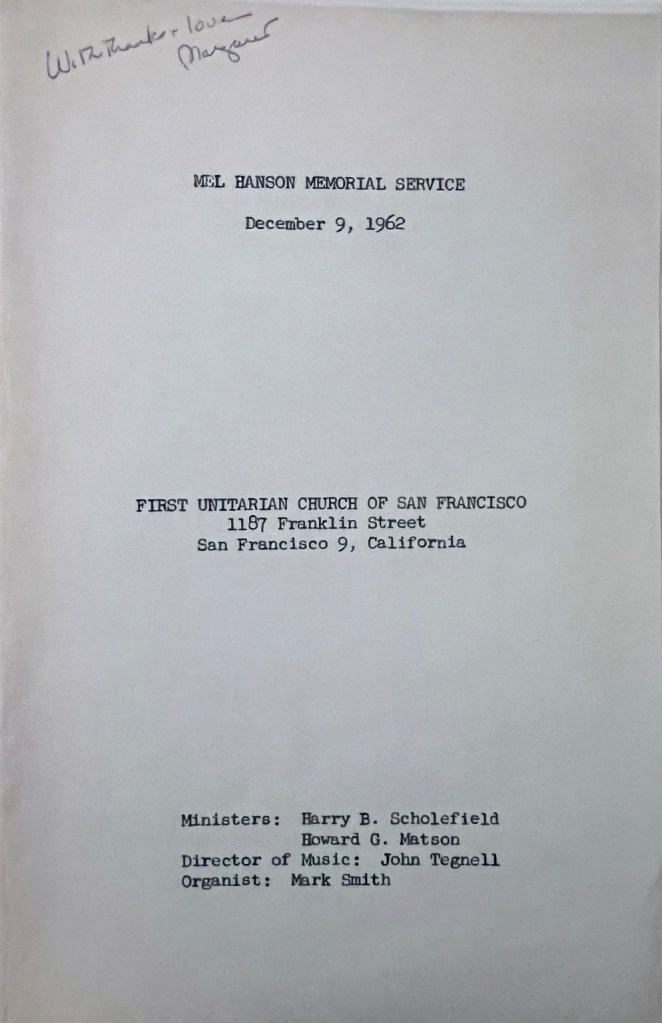 With Thanks + love
Margaret
MEL HANSON MEMORIAL SERVICE
December 9, 1962
FIRST UNITARIAN CHURCH OF SAN FRANCISCO
1187 Franklin Street
San Francisco 9, California
Ministers: Harry B. Scholefield
Howard G. Matson
Director of Music: John Tegnell
Organist: Mark Smith